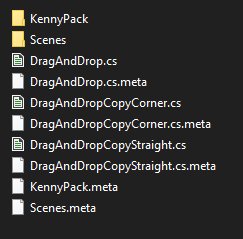 KennyPack
Scenes
DragAndDrop.cs
DragAndDrop.cs.meta
DragAndDropCopyCorner.cs
DragAndDropCopyCorner.cs.meta
DragAndDropCopyStraight.cs
DragAndDropCopyStraight.cs.meta
KennyPack.meta
Scenes.meta